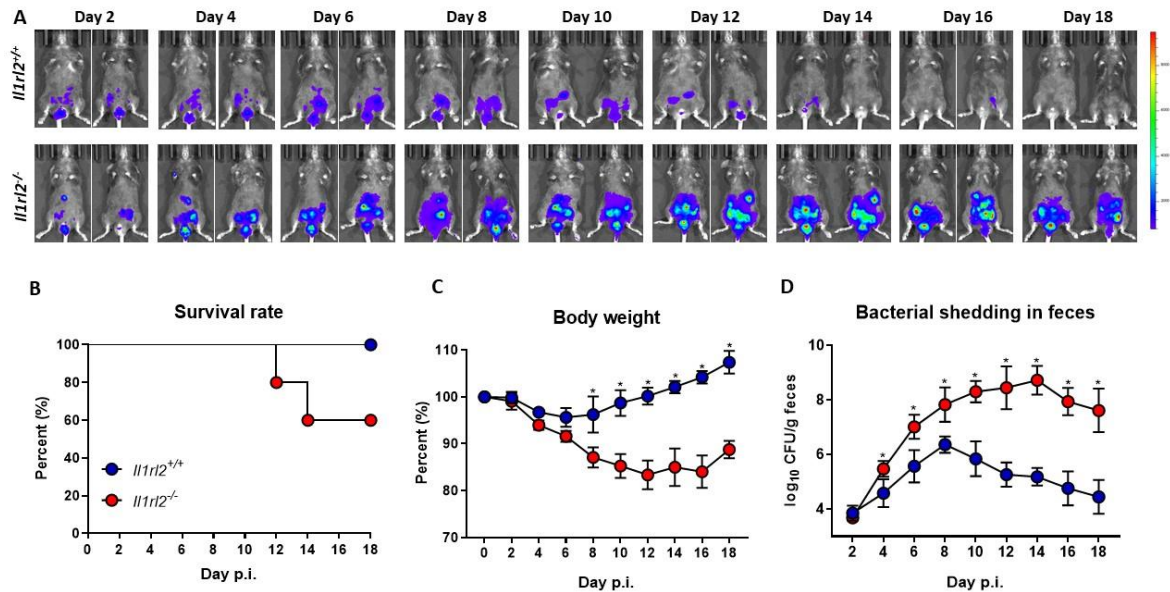 A
Day 2 Day 4 Day 6 Day 8 Day 10 Day 12 Day 14 Day 16 Day 18
Il1rl2+/+
Il1rl2-/-
B
Survival rate
Percent (%)
100
80
60
40
20
0
Il1rl2+/+
Il1rl2-/-
0 2 4 6 8 10 12 14 16 18
Day p.i.
C
Body weight
Percent (%)
110
100
90
80
70
* * * * * *
0 2 4 6 8 10 12 14 16 18
Day p.i.
D
Bacterial shedding in feces
log10 CFU/g feces
10
8
6
4
* * * * * * * *
2 4 6 8 10 12 14 16 18
Day p.i.